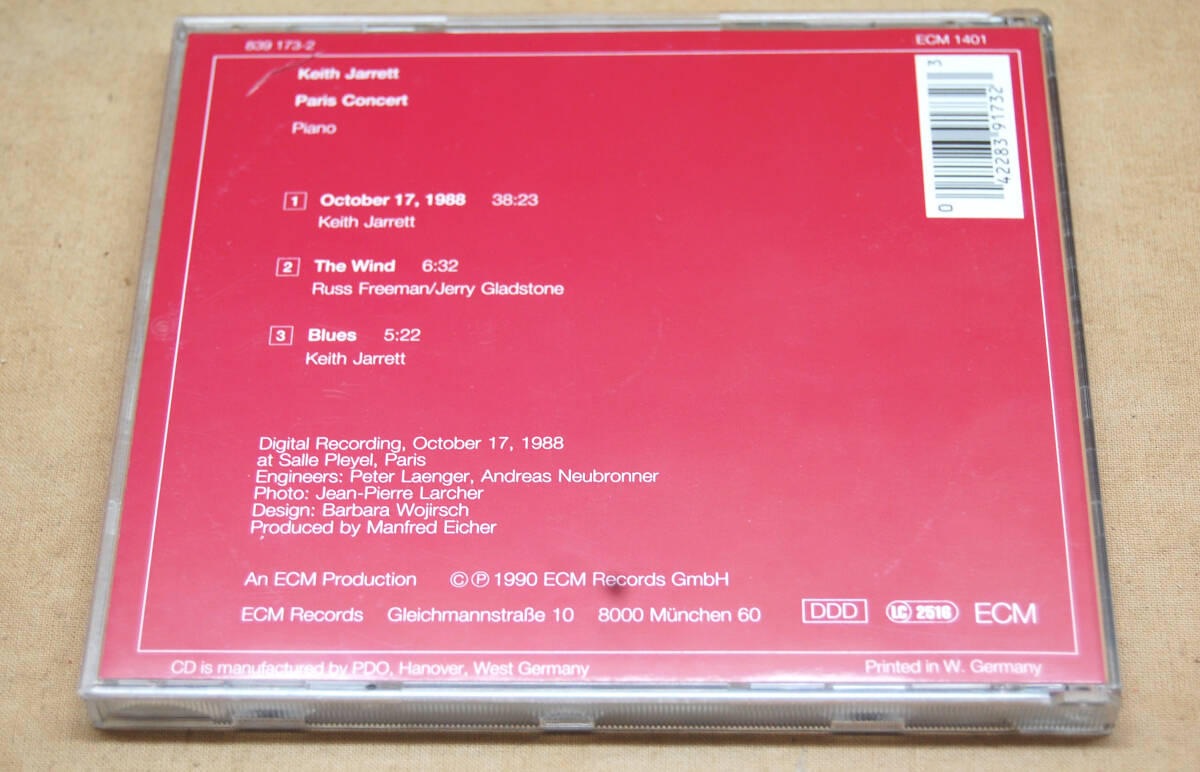 839 173-2
ECM 1401
Keith Jarrett
Paris Concert
Piano
0 42283 91732 3
1 October 17, 1988 38:23
Keith Jarrett
2 The Wind 6:32
Russ Freeman/Jerry Gladstone
3 Blues 5:22
Keith Jarrett
Digital Recording, October 17, 1988
at Salle Pleyel, Paris
Engineers: Peter Laenger, Andreas Neubronner
Photo: Jean-Pierre Larcher
Design: Barbara Wojirsch
Produced by Manfred Eicher
An ECM Production ©℗ 1990 ECM Records GmbH
ECM Records Gleichmannstraße 10 8000 München 60 DDD LC 2516 ECM
CD is manufactured by PDO, Hanover, West Germany
Printed in W. Germany